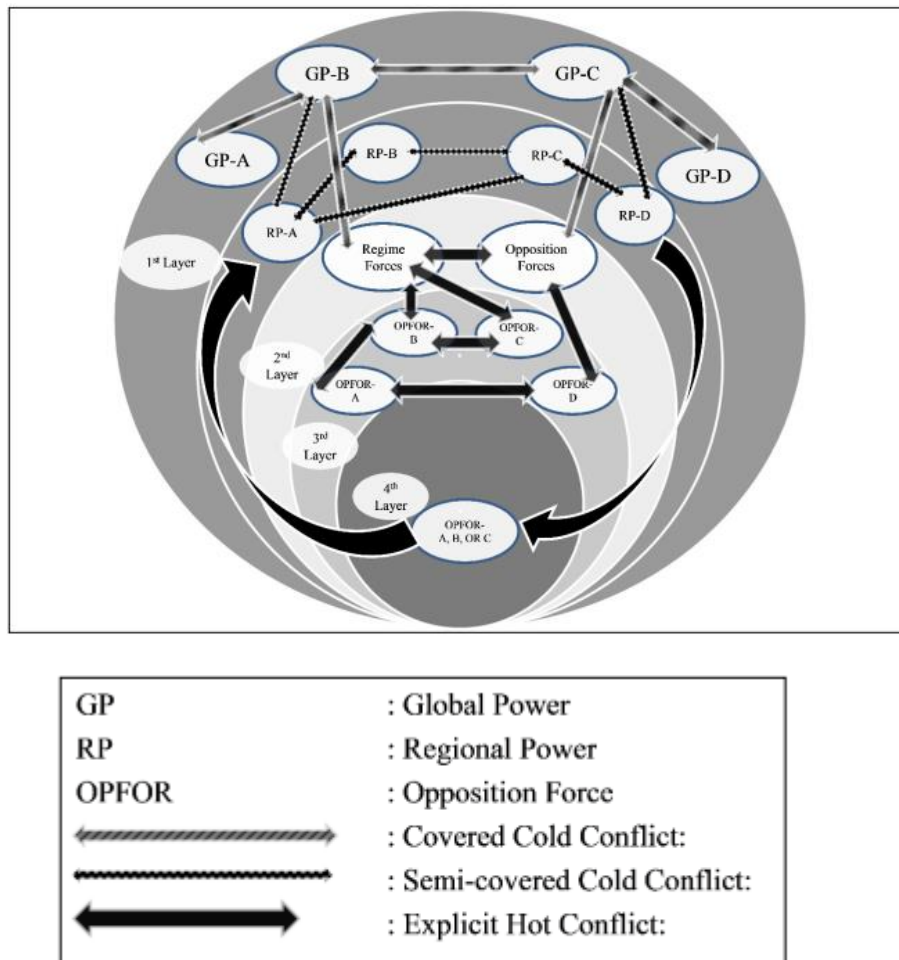 GP-B
GP-C
GP-A
RP-B
RP-C
GP-D
RP-A
RP-D
1st Layer
Regime
Forces
Opposition
Forces
OPFOR-
B
OPFOR-
C
2nd
Layer
OPFOR-
A
OPFOR-
D
3rd
Layer
4th
Layer
OPFOR-
A, B, OR C
GP : Global Power
RP : Regional Power
OPFOR : Opposition Force
: Covered Cold Conflict:
: Semi-covered Cold Conflict:
: Explicit Hot Conflict: